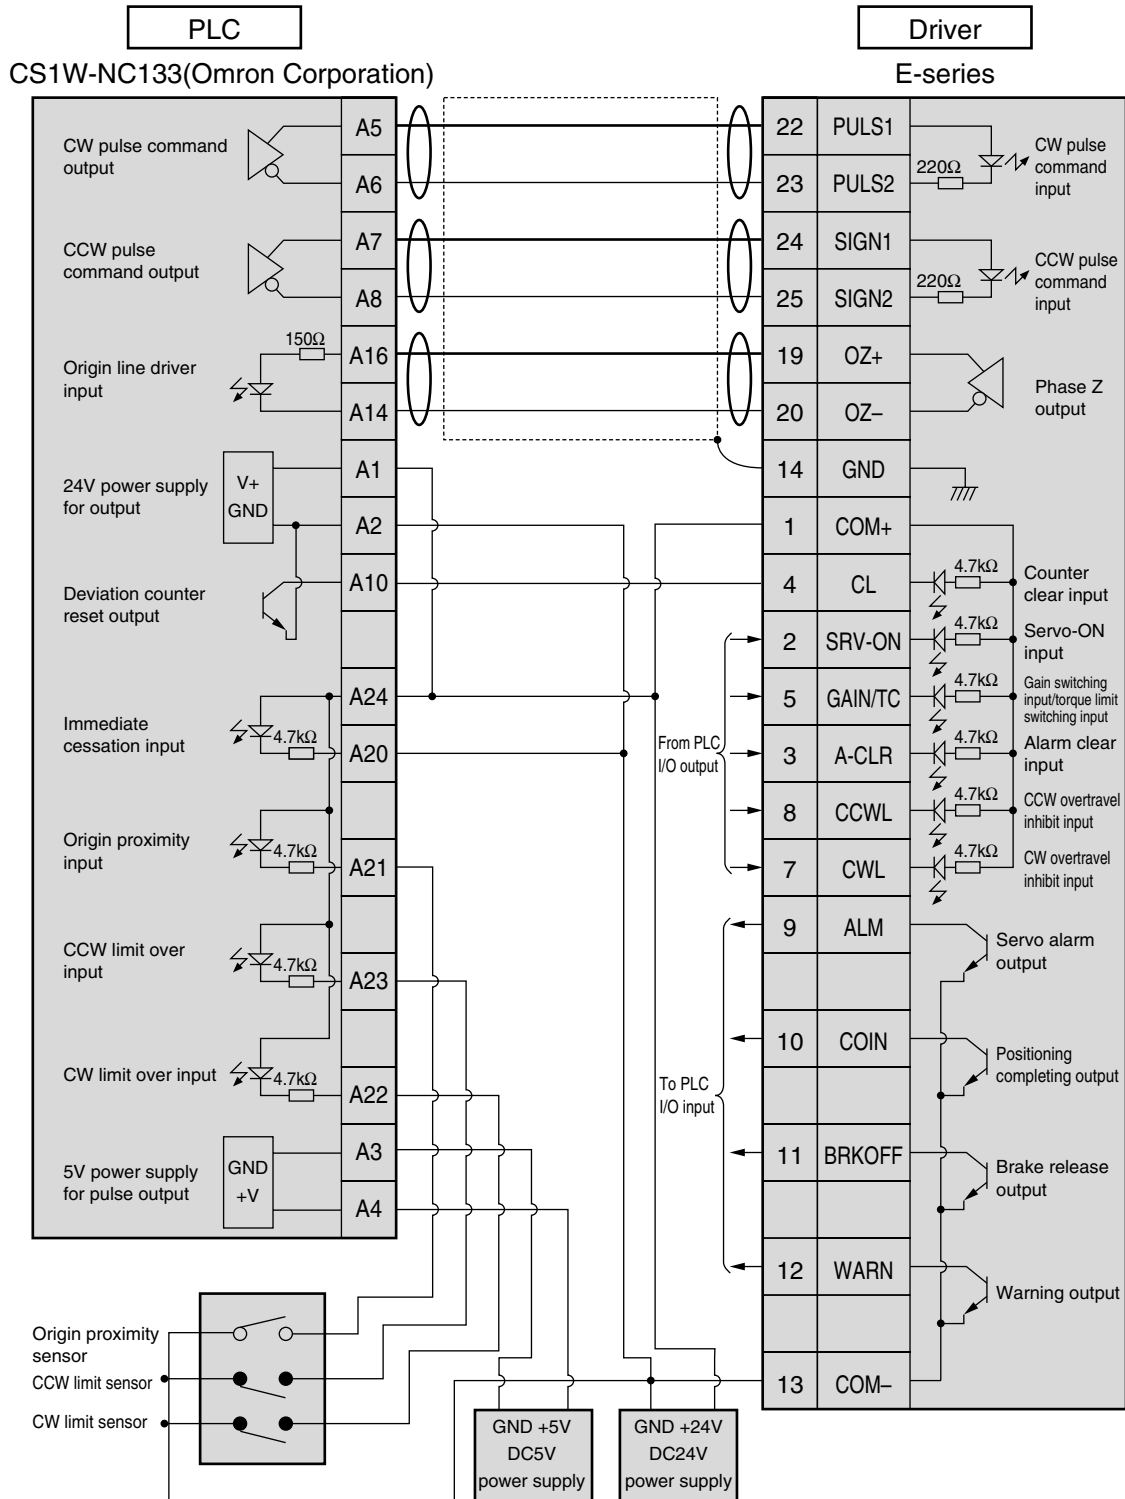 PLC
Driver
CS1W-NC133(Omron Corporation)
E-series
CW pulse command
output
A5
A6
22
PULS1
23
PULS2
220Ω
CW pulse
command
input
CCW pulse
command output
A7
A8
24
SIGN1
25
SIGN2
220Ω
CCW pulse
command
input
Origin line driver
input
150Ω
A16
A14
19
OZ+
20
OZ–
Phase Z
output
24V power supply
for output
V+
GND
A1
A2
14
GND
1
COM+
Deviation counter
reset output
A10
4
CL
4.7kΩ
Counter
clear input
2
SRV-ON
4.7kΩ
Servo-ON
input
Immediate
cessation input
4.7kΩ
A24
A20
5
GAIN/TC
4.7kΩ
Gain switching
input/torque limit
switching input
From PLC
I/O output
3
A-CLR
4.7kΩ
Alarm clear
input
Origin proximity
input
4.7kΩ
A21
8
CCWL
4.7kΩ
CCW overtravel
inhibit input
7
CWL
4.7kΩ
CW overtravel
inhibit input
CCW limit over
input
4.7kΩ
A23
9
ALM
Servo alarm
output
CW limit over input
4.7kΩ
A22
10
COIN
Positioning
completing output
To PLC
I/O input
5V power supply
for pulse output
GND
+V
A3
A4
11
BRKOFF
Brake release
output
12
WARN
Warning output
13
COM–
Origin proximity
sensor
CCW limit sensor
CW limit sensor
GND +5V
DC5V
power supply
GND +24V
DC24V
power supply